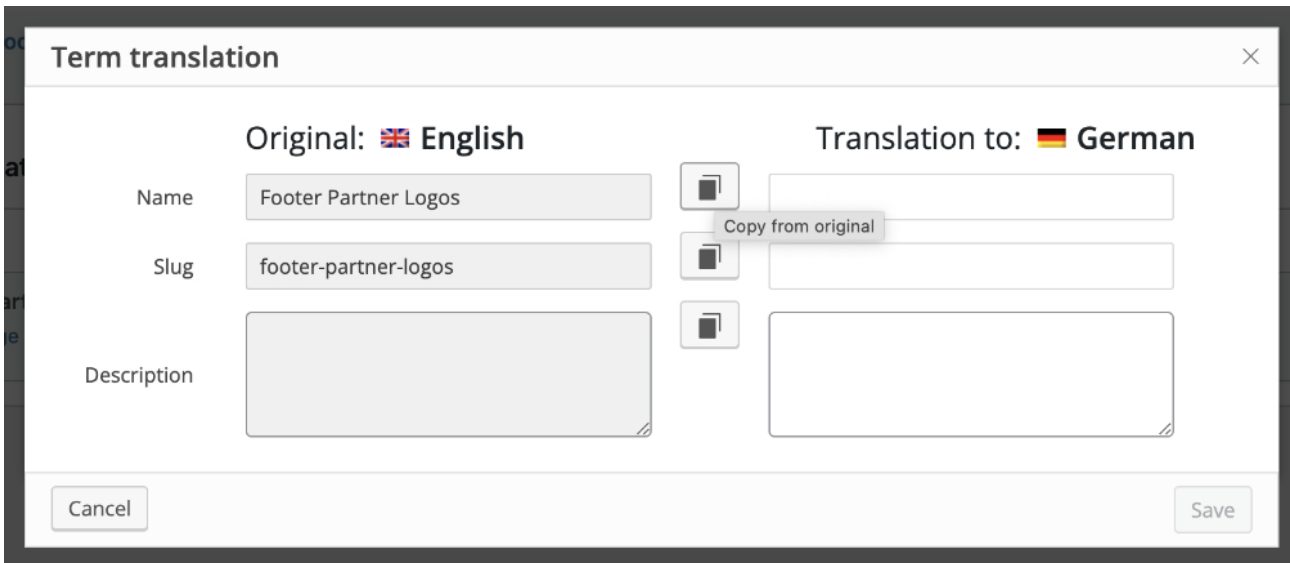 Term translation
Original: English
Translation to: German
Name
Footer Partner Logos
Copy from original
Slug
footer-partner-logos
Description
Cancel
Save